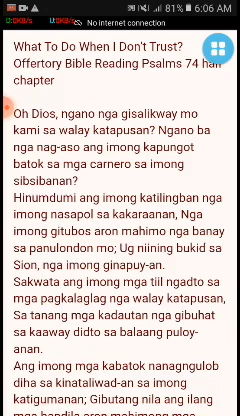 U:0KB/s U:0KB/s 81% 6:06 AM
No internet connection
What To Do When I Don't Trust?
Offertory Bible Reading Psalms 74 half
chapter
Oh Dios, ngano nga gisalikway mo
kami sa walay katapusan? Ngano ba
nga nag-aso ang imong kapungot
batok sa mga carnero sa imong
sibsibanan?
Hinumdumi ang imong katilingban nga
imong nasapol sa kakaraanan, Nga
imong gitubos aron mahimo nga banay
sa panulondon mo; Ug niining bukid sa
Sion, nga imong ginapuy-an.
Sakwata ang imong mga tiil ngadto sa
mga pagkalaglag nga walay katapusan,
Sa tanang mga kadautan nga gibuhat
sa kaaway didto sa balaang puloy-
anan.
Ang imong mga kabatok nanagngulob
diha sa kinataliwad-an sa imong
katigumanan; Gibutang nila ang ilang